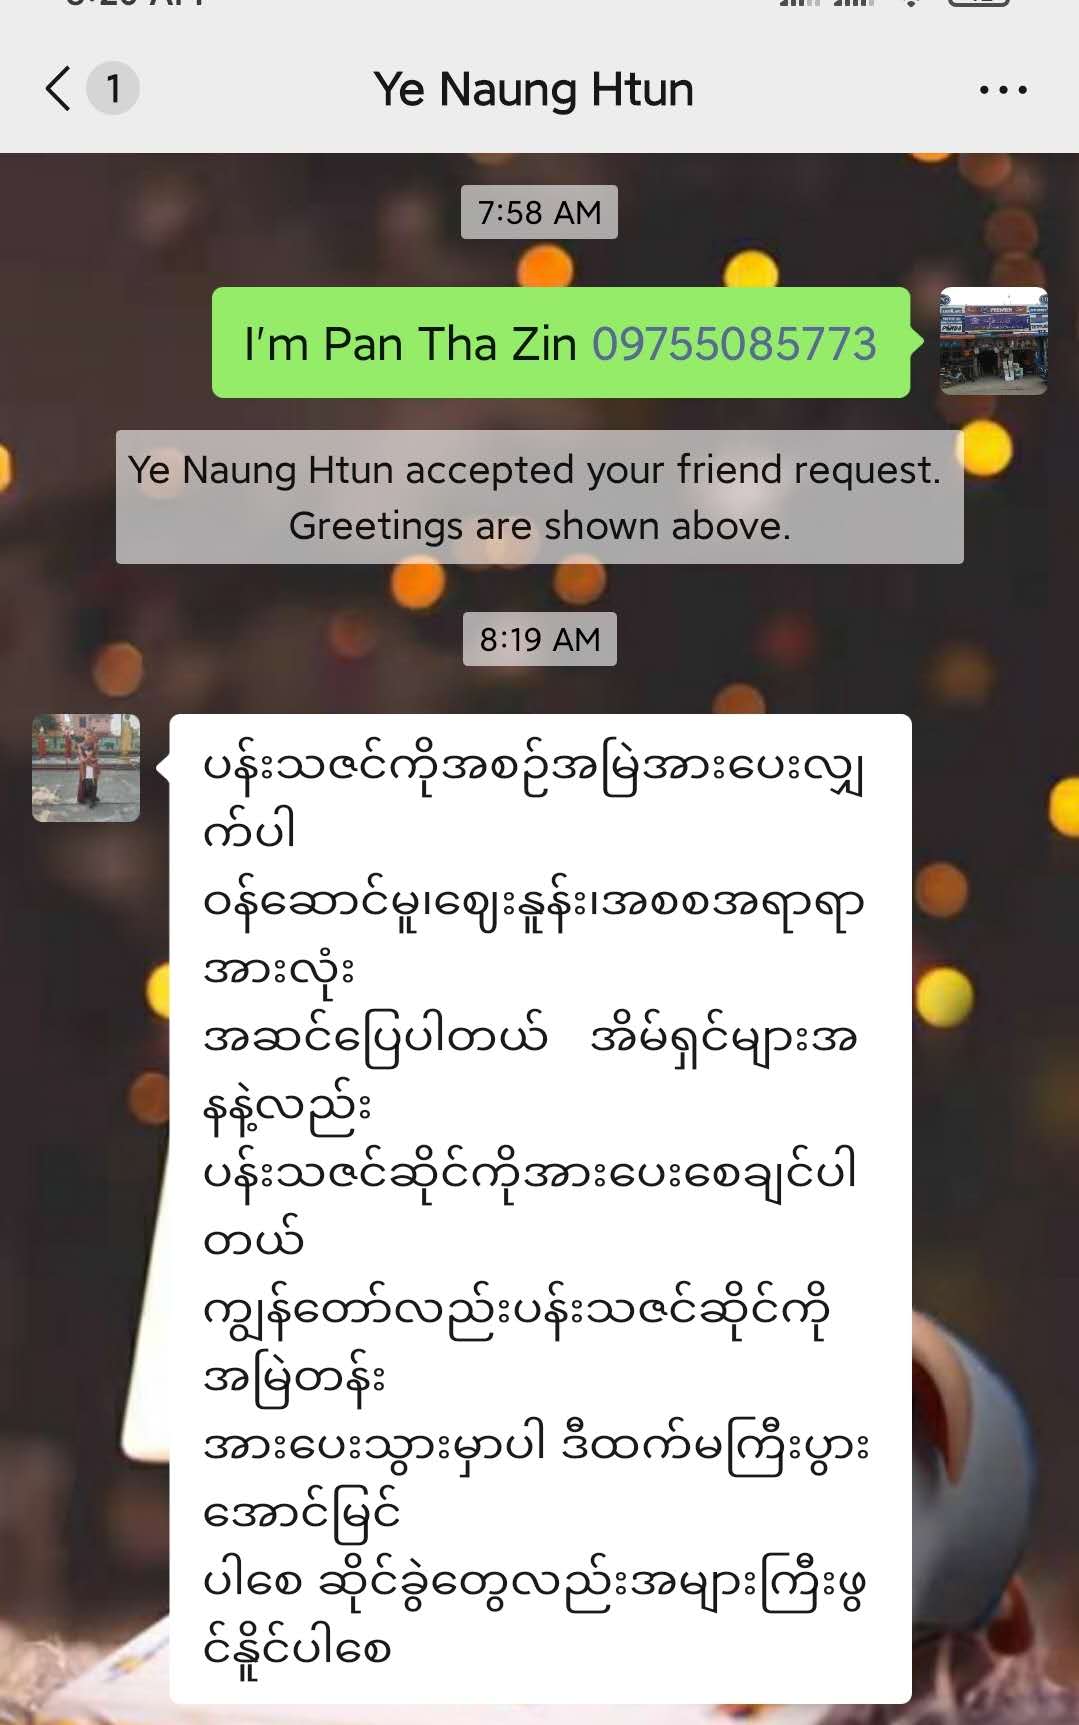 1
Ye Naung Htun
7:58 AM
I'm Pan Tha Zin 09755085773
Ye Naung Htun accepted your friend request.
Greetings are shown above.
8:19 AM
ပန်းသဇင်ကိုအစဉ်အမြဲအားပေးလျှ
က်ပါ
ဝန်ဆောင်မူ၊ဈေးနူန်း၊အစစအရာရာ
အားလုံး
အဆင်ပြေပါတယ် အိမ်ရှင်များအ
နနဲ့လည်း
ပန်းသဇင်ဆိုင်ကိုအားပေးစေချင်ပါ
တယ်
ကျွန်တော်လည်းပန်းသဇင်ဆိုင်ကို
အမြဲတန်း
အားပေးသွားမှာပါ ဒီထက်မကြီးပွား
အောင်မြင်
ပါစေ ဆိုင်ခွဲတွေလည်းအများကြီးဖွ
င်နိူင်ပါစေ